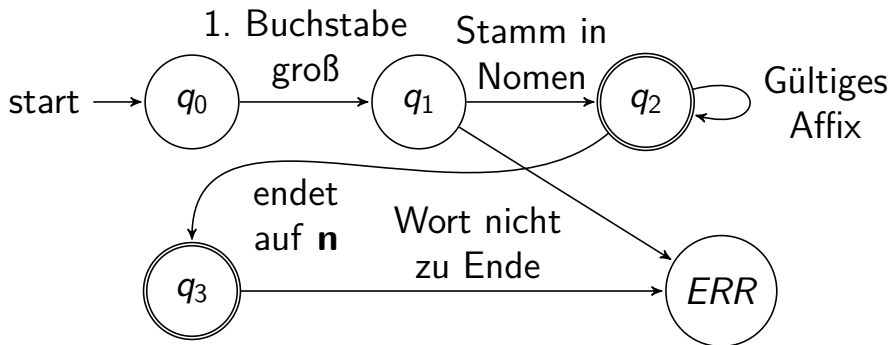 1. Buchstabe
groß
Stamm in
Nomen
start
q0
q1
q2
Gültiges
Affix
endet
auf n
Wort nicht
zu Ende
q3
ERR